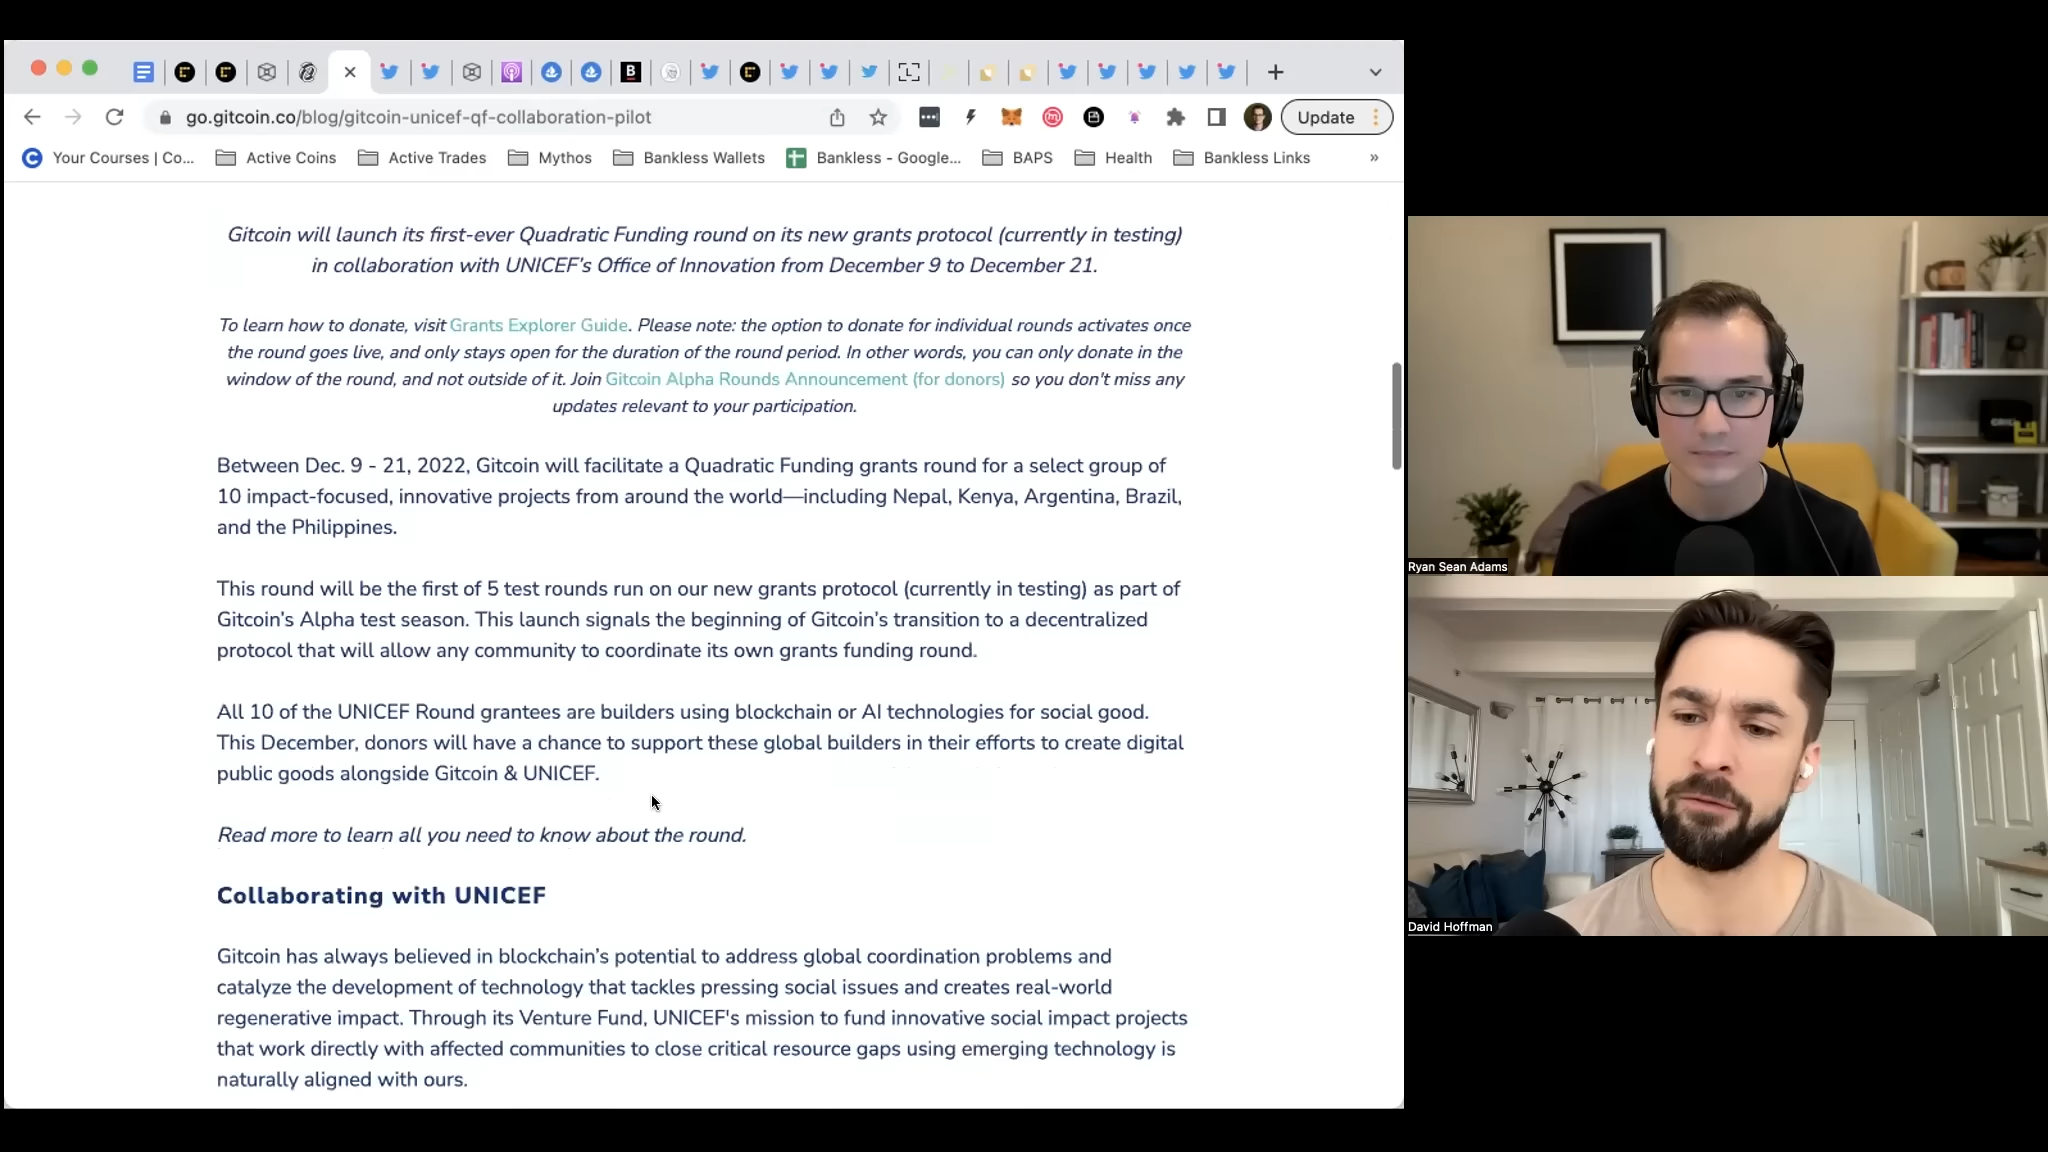 go.gitcoin.co/blog/gitcoin-unicef-qf-collaboration-pilot
Update
Your Courses | Co...
Active Coins
Active Trades
Mythos
Bankless Wallets
Bankless - Google...
BAPS
Health
Bankless Links
»
Gitcoin will launch its first-ever Quadratic Funding round on its new grants protocol (currently in testing)
in collaboration with UNICEF’s Office of Innovation from December 9 to December 21.
To learn how to donate, visit Grants Explorer Guide. Please note: the option to donate for individual rounds activates once
the round goes live, and only stays open for the duration of the round period. In other words, you can only donate in the
window of the round, and not outside of it. Join Gitcoin Alpha Rounds Announcement (for donors) so you don't miss any
updates relevant to your participation.
Between Dec. 9 - 21, 2022, Gitcoin will facilitate a Quadratic Funding grants round for a select group of
10 impact-focused, innovative projects from around the world—including Nepal, Kenya, Argentina, Brazil,
and the Philippines.
This round will be the first of 5 test rounds run on our new grants protocol (currently in testing) as part of
Gitcoin’s Alpha test season. This launch signals the beginning of Gitcoin’s transition to a decentralized
protocol that will allow any community to coordinate its own grants funding round.
All 10 of the UNICEF Round grantees are builders using blockchain or AI technologies for social good.
This December, donors will have a chance to support these global builders in their efforts to create digital
public goods alongside Gitcoin & UNICEF.
Read more to learn all you need to know about the round.
Collaborating with UNICEF
Gitcoin has always believed in blockchain’s potential to address global coordination problems and
catalyze the development of technology that tackles pressing social issues and creates real-world
regenerative impact. Through its Venture Fund, UNICEF's mission to fund innovative social impact projects
that work directly with affected communities to close critical resource gaps using emerging technology is
naturally aligned with ours.
Ryan Sean Adams
David Hoffman